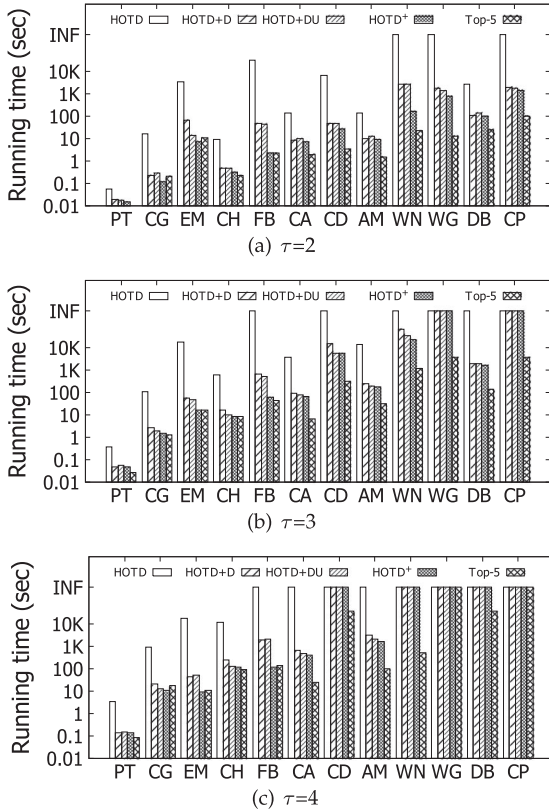 HOTD HOTD+D HOTD+DU HOTD+ Top-5
Running time (sec)
INF
10K
1K
100
10
1
0.1
0.01
PT CG EM CH FB CA CD AM WN WG DB CP
(a) τ=2
HOTD HOTD+D HOTD+DU HOTD+ Top-5
Running time (sec)
INF
10K
1K
100
10
1
0.1
0.01
PT CG EM CH FB CA CD AM WN WG DB CP
(b) τ=3
HOTD HOTD+D HOTD+DU HOTD+ Top-5
Running time (sec)
INF
10K
1K
100
10
1
0.1
0.01
PT CG EM CH FB CA CD AM WN WG DB CP
(c) τ=4